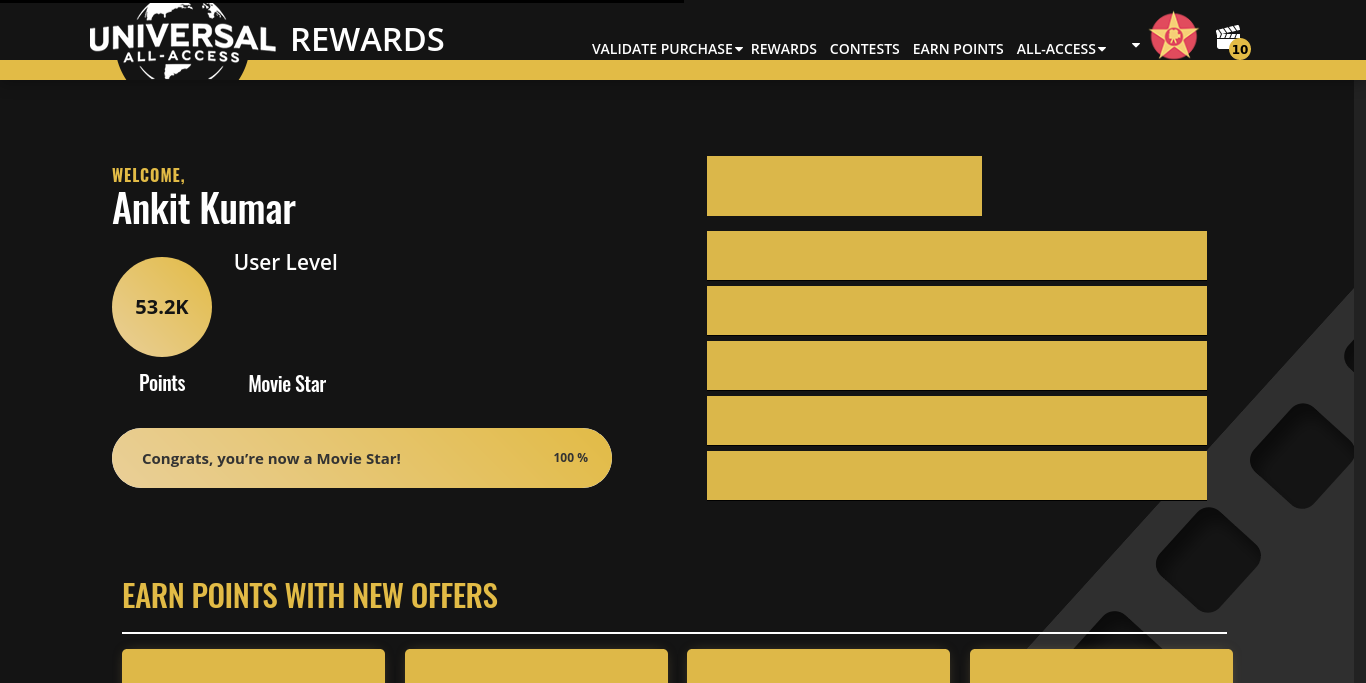 UNIVERSAL
ALL-ACCESS
REWARDS
VALIDATE PURCHASE REWARDS CONTESTS EARN POINTS ALL-ACCESS
10
WELCOME,
Ankit Kumar
User Level
53.2K
Points
Movie Star
Congrats, you’re now a Movie Star! 100 %
EARN POINTS WITH NEW OFFERS